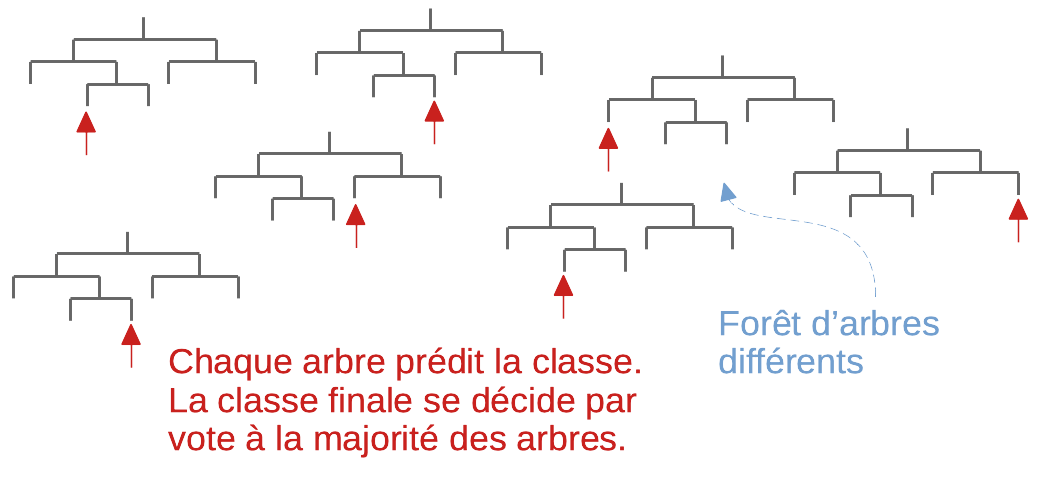 Forêt d’arbres
différents
Chaque arbre prédit la classe.
La classe finale se décide par
vote à la majorité des arbres.